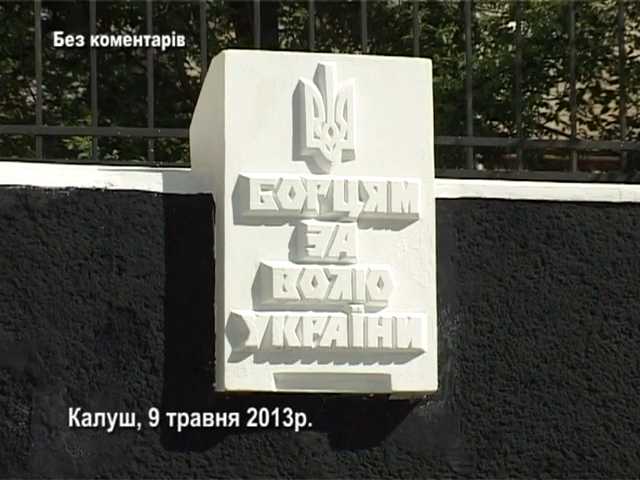 Без коментарів
БОРЦЯМ
ЗА
ВОЛЮ
УКРАЇНИ
Калуш, 9 травня 2013р.